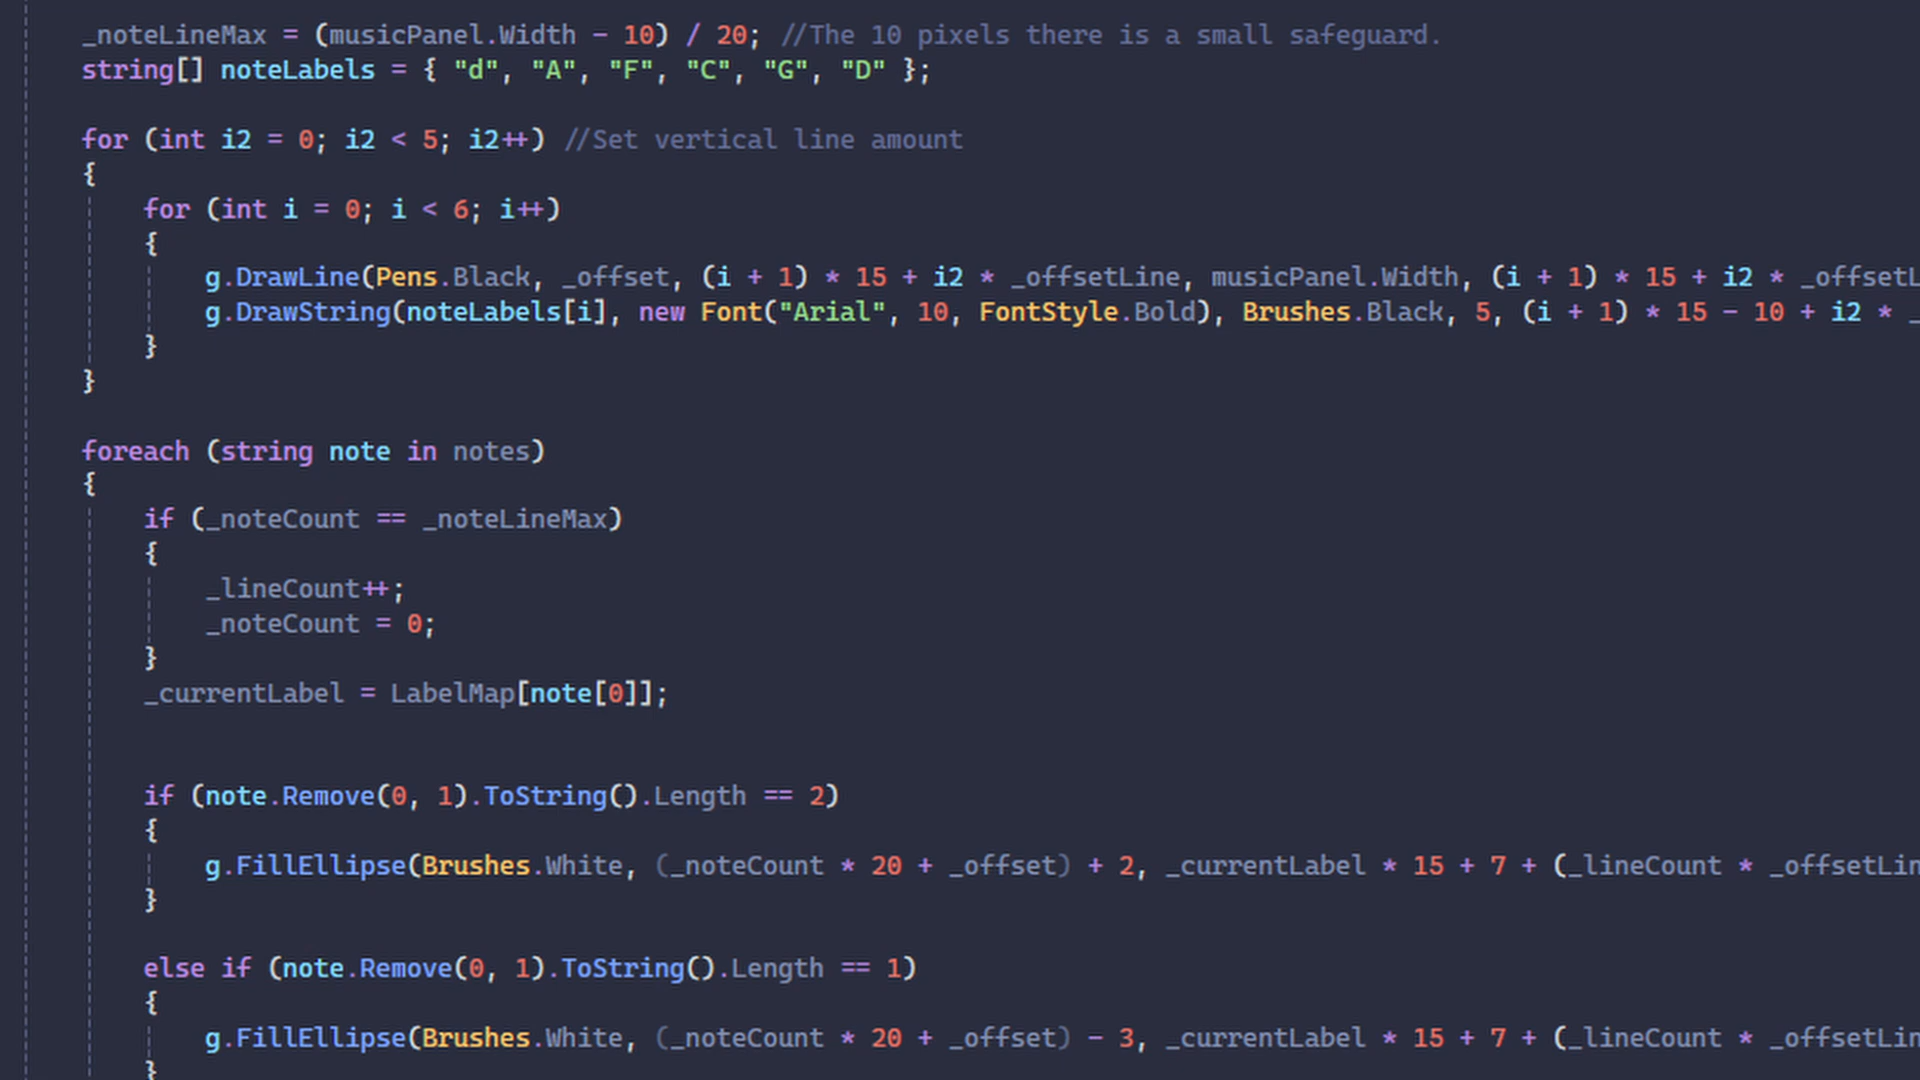 _noteLineMax = (musicPanel.Width - 10) / 20; //The 10 pixels there is a small safeguard.
string[] noteLabels = { "d", "A", "F", "C", "G", "D" };
for (int i2 = 0; i2 < 5; i2++) //Set vertical line amount
{
for (int i = 0; i < 6; i++)
{
g.DrawLine(Pens.Black, _offset, (i + 1) * 15 + i2 * _offsetLine, musicPanel.Width, (i + 1) * 15 + i2 * _offsetL
g.DrawString(noteLabels[i], new Font("Arial", 10, FontStyle.Bold), Brushes.Black, 5, (i + 1) * 15 - 10 + i2 * _
}
}
foreach (string note in notes)
{
if (_noteCount == _noteLineMax)
{
_lineCount++;
_noteCount = 0;
}
_currentLabel = LabelMap[note[0]];
if (note.Remove(0, 1).ToString().Length == 2)
{
g.FillEllipse(Brushes.White, (_noteCount * 20 + _offset) + 2, _currentLabel * 15 + 7 + (_lineCount * _offsetLin
}
else if (note.Remove(0, 1).ToString().Length == 1)
{
g.FillEllipse(Brushes.White, (_noteCount * 20 + _offset) - 3, _currentLabel * 15 + 7 + (_lineCount * _offsetLin
}